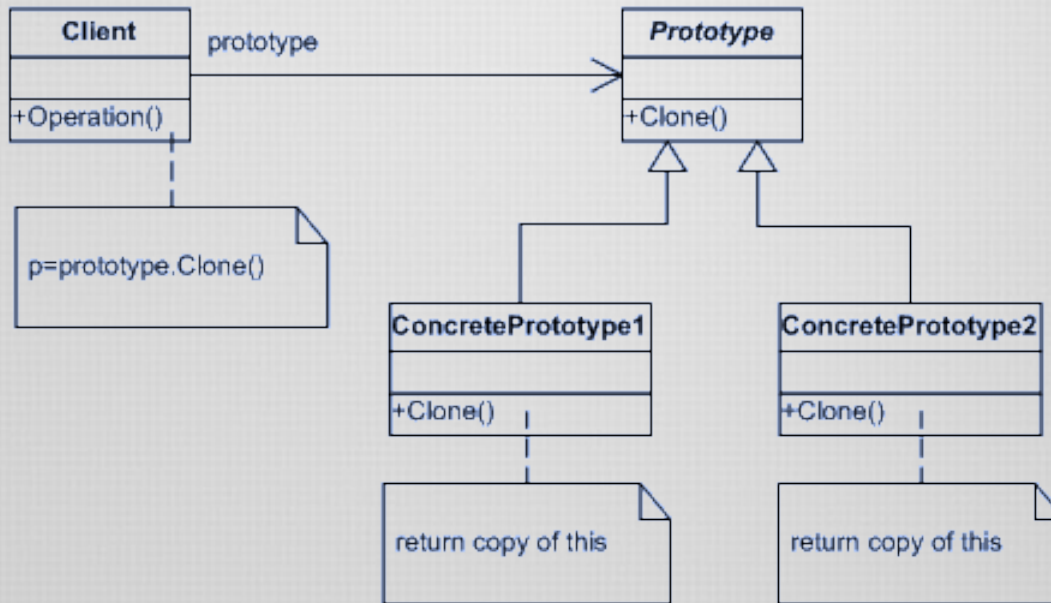 Client
prototype
Prototype
+Operation()
+Clone()
p=prototype.Clone()
ConcretePrototype1
ConcretePrototype2
+Clone()
+Clone()
return copy of this
return copy of this